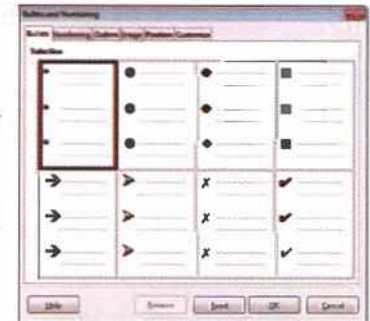 Bullets and Numbering
Bullets Numbering Outline Image Position Customize
Selection
Help Remove Reset OK Cancel